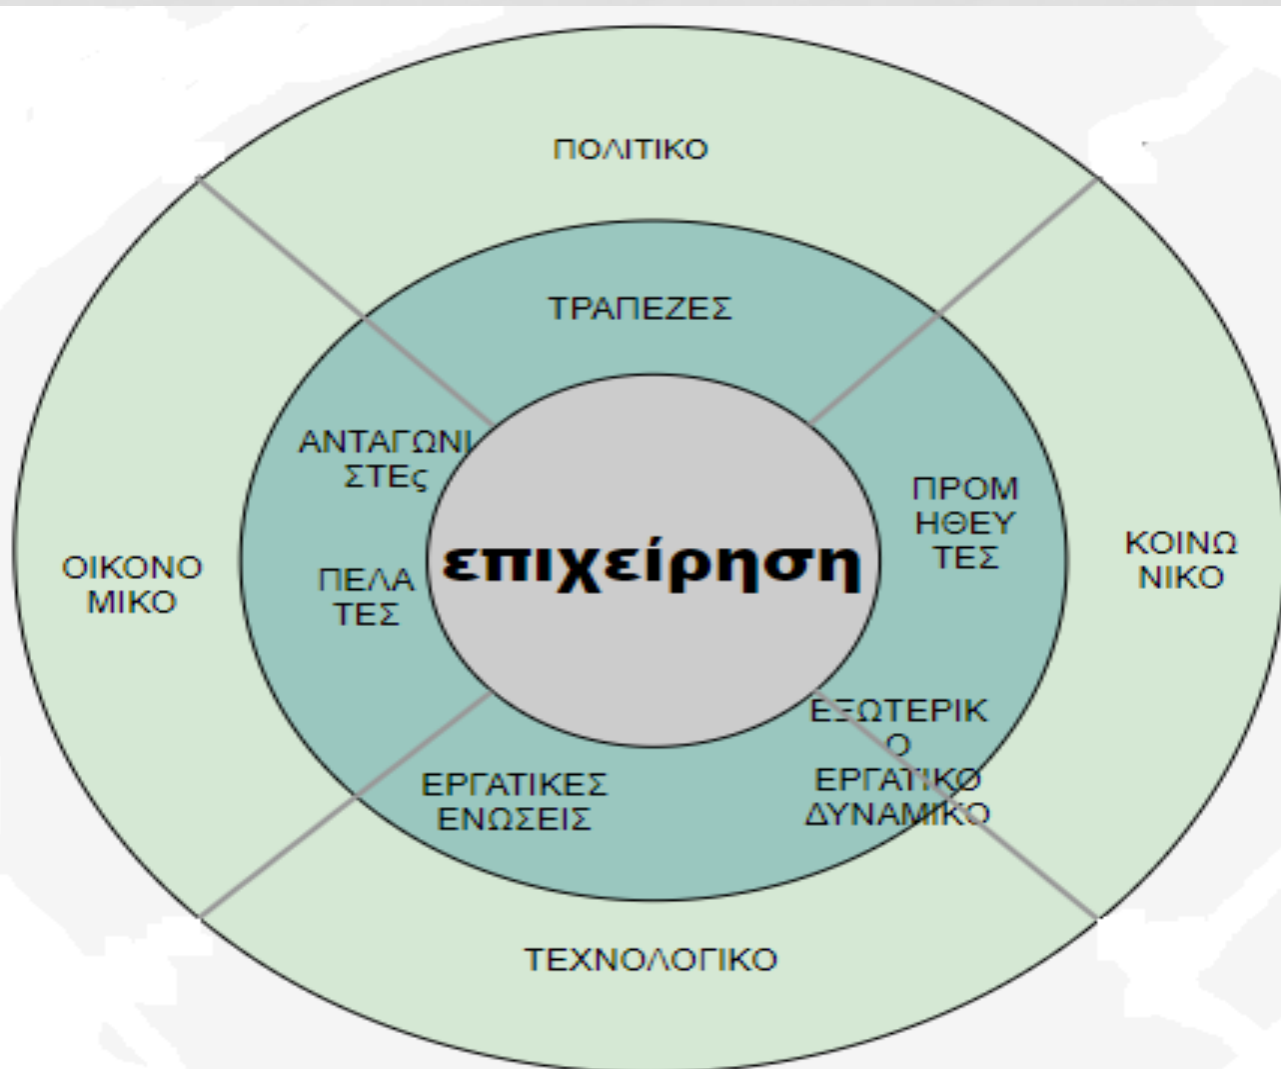 ΠΟΛΙΤΙΚΟ
ΤΡΑΠΕΖΕΣ
ΑΝΤΑΓΩΝΙ
ΣΤΕς
ΠΡΟΜ
ΗΘΕΥ
ΤΕΣ
ΟΙΚΟΝΟ
ΜΙΚΟ
ΠΕΛΑ
ΤΕΣ
επιχείρηση
ΚΟΙΝΩ
ΝΙΚΟ
ΕΡΓΑΤΙΚΕΣ
ΕΝΩΣΕΙΣ
ΕΞΩΤΕΡΙΚ
Ο
ΕΡΓΑΤΙΚΟ
ΔΥΝΑΜΙΚΟ
ΤΕΧΝΟΛΟΓΙΚΟ